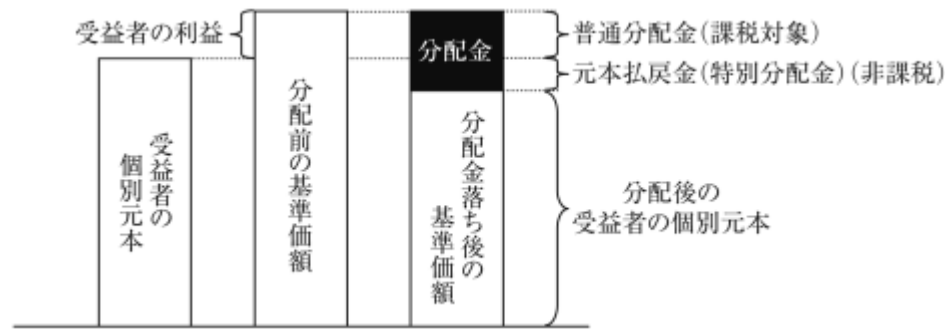 受益者の利益
分配金
普通分配金(課税対象)
元本払戻金(特別分配金)(非課税)
受益者の
個別元本
分配前の基準価額
分配金落ち後の
基準価額
分配後の
受益者の個別元本